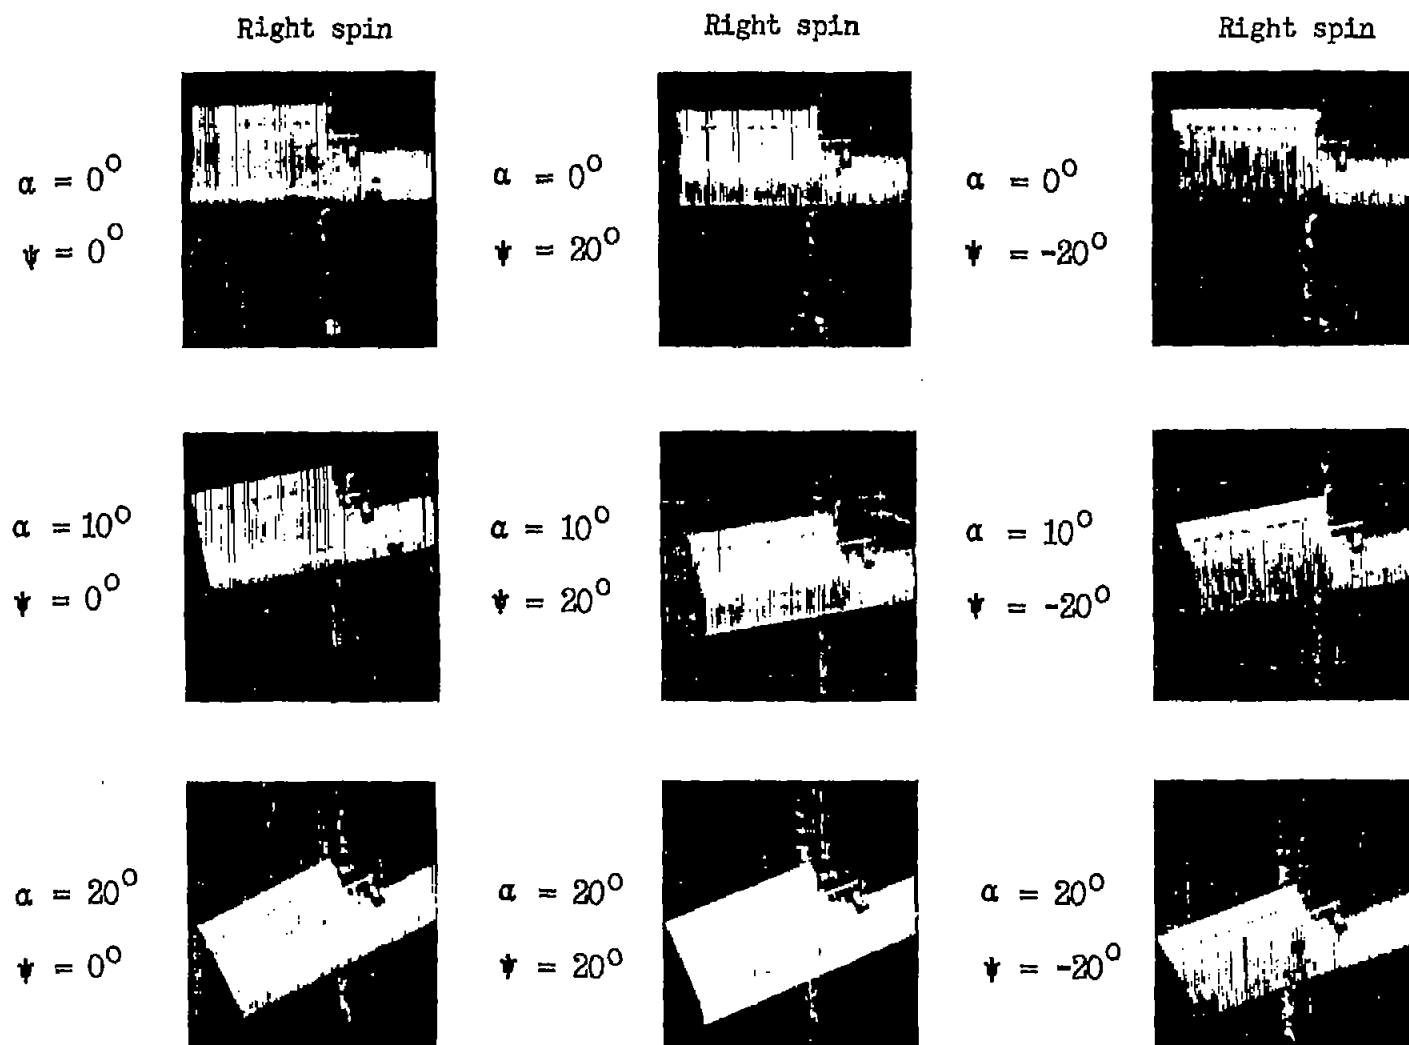 Right spin
Right spin
Right spin
α = 0°
ψ = 0°
α = 0°
ψ = 20°
α = 0°
ψ = -20°
α = 10°
ψ = 0°
α = 10°
ψ = 20°
α = 10°
ψ = -20°
α = 20°
ψ = 0°
α = 20°
ψ = 20°
α = 20°
ψ = -20°